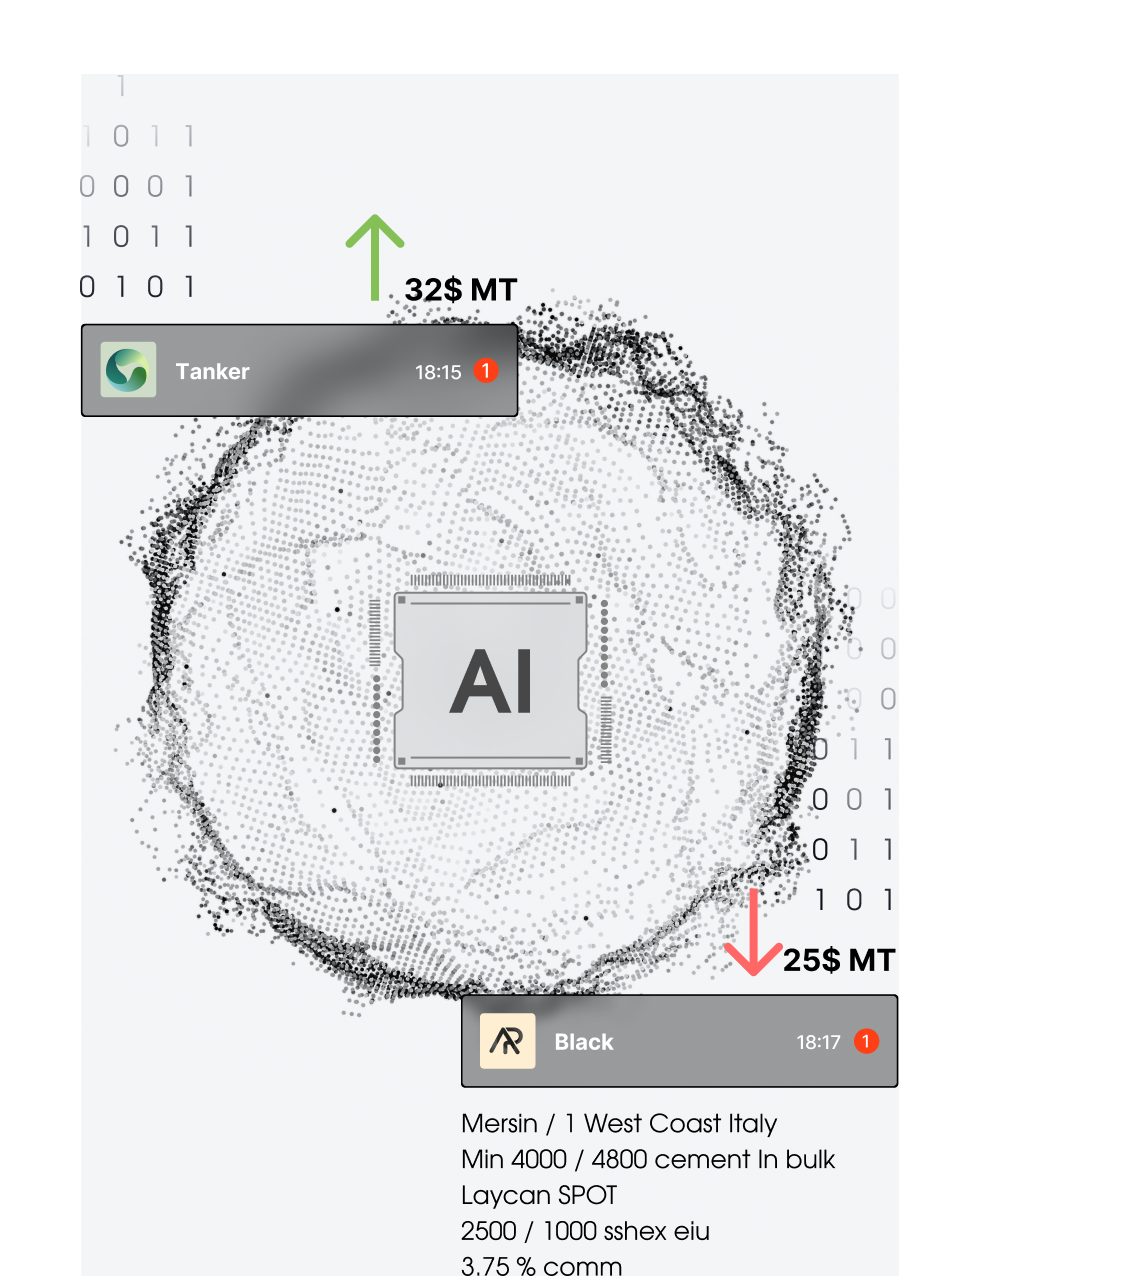 1
1 0 1 1
0 0 0 1
1 0 1 1
0 1 0 1
32$ MT
Tanker 18:15 1
AI
0 0
0 0
0 0
0 1 1
0 0 1
0 1 1
1 0 1
25$ MT
AR Black 18:17 1
Mersin / 1 West Coast Italy
Min 4000 / 4800 cement In bulk
Laycan SPOT
2500 / 1000 sshex eiu
3.75 % comm